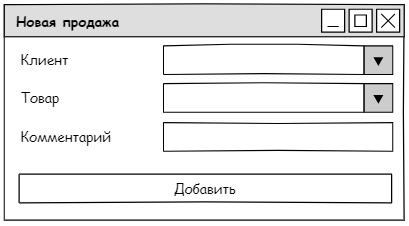 Новая продажа
Клиент
Товар
Комментарий
Добавить